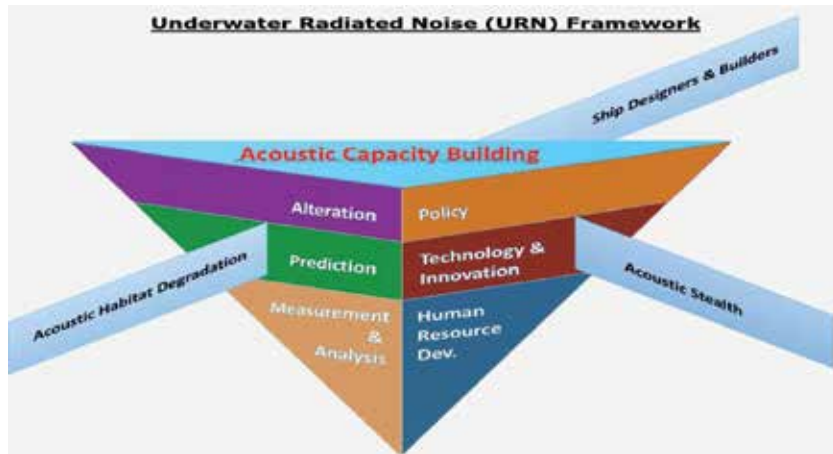 Underwater Radiated Noise (URN) Framework
Ship Designers & Builders
Acoustic Capacity Building
Alteration
Policy
Prediction
Technology &
Innovation
Acoustic Habitat Degradation
Acoustic Stealth
Measurement
&
Analysis
Human
Resource
Dev.